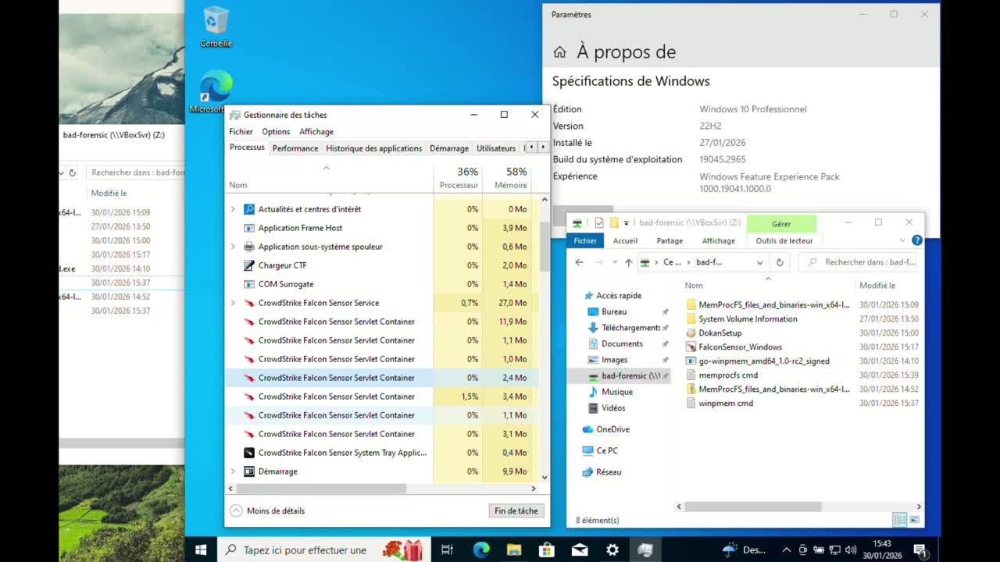 bad-forensic (\\VBoxSvr) (Z:)
Rechercher dans : bad-forn
Modifié le
x64-l... 30/01/2026 15:09
27/01/2026 13:50
30/01/2026 15:00
30/01/2026 15:17
d.exe 30/01/2026 14:10
30/01/2026 15:37
x64-l... 30/01/2026 14:52
30/01/2026 15:37
Corbeille
Microsoft
Gestionnaire des tâches
Fichier Options Affichage
Processus Performance Historique des applications Démarrage Utilisateurs
36% 58%
Nom Processeur Mémoire
Actualités et centres d'intérêt 0% 0 Mo
Application Frame Host 0% 3,9 Mo
Application sous-système spouleur 0% 0,6 Mo
Chargeur CTF 0% 2,0 Mo
COM Surrogate 0% 1,4 Mo
CrowdStrike Falcon Sensor Service 0,7% 27,0 Mo
CrowdStrike Falcon Sensor Servlet Container 0% 11,9 Mo
CrowdStrike Falcon Sensor Servlet Container 0% 1,1 Mo
CrowdStrike Falcon Sensor Servlet Container 0% 1,0 Mo
CrowdStrike Falcon Sensor Servlet Container 0% 2,4 Mo
CrowdStrike Falcon Sensor Servlet Container 1,5% 3,4 Mo
CrowdStrike Falcon Sensor Servlet Container 0% 1,1 Mo
CrowdStrike Falcon Sensor Servlet Container 0% 3,1 Mo
CrowdStrike Falcon Sensor System Tray Applic... 0% 0,4 Mo
Démarrage 0% 9,9 Mo
Moins de détails Fin de tâche
Paramètres
À propos de
Spécifications de Windows
Édition Windows 10 Professionnel
Version 22H2
Installé le 27/01/2026
Build du système d'exploitation 19045.2965
Expérience Windows Feature Experience Pack
1000.19041.1000.0
bad-forensic (\\VBoxSvr) (Z:) Gérer
Fichier Accueil Partage Affichage Outils de lecteur
Ce ... bad-f... Rechercher dans : bad-f...
Nom Modifié le
Accès rapide
Bureau
Téléchargements
Documents
Images
bad-forensic (\\\
Musique
Vidéos
OneDrive
Ce PC
Réseau
MemProcFS_files_and_binaries-win_x64-l... 30/01/2026 15:09
System Volume Information 27/01/2026 13:50
DokanSetup 30/01/2026 15:00
FalconSensor_Windows 30/01/2026 15:17
go-winpmem_amd64_1.0-rc2_signed 30/01/2026 14:10
memprocfs cmd 30/01/2026 15:39
MemProcFS_files_and_binaries-win_x64-l... 30/01/2026 14:52
winpmem cmd 30/01/2026 15:37
8 élément(s)
Tapez ici pour effectuer une
Des...
15:43
30/01/2026
1